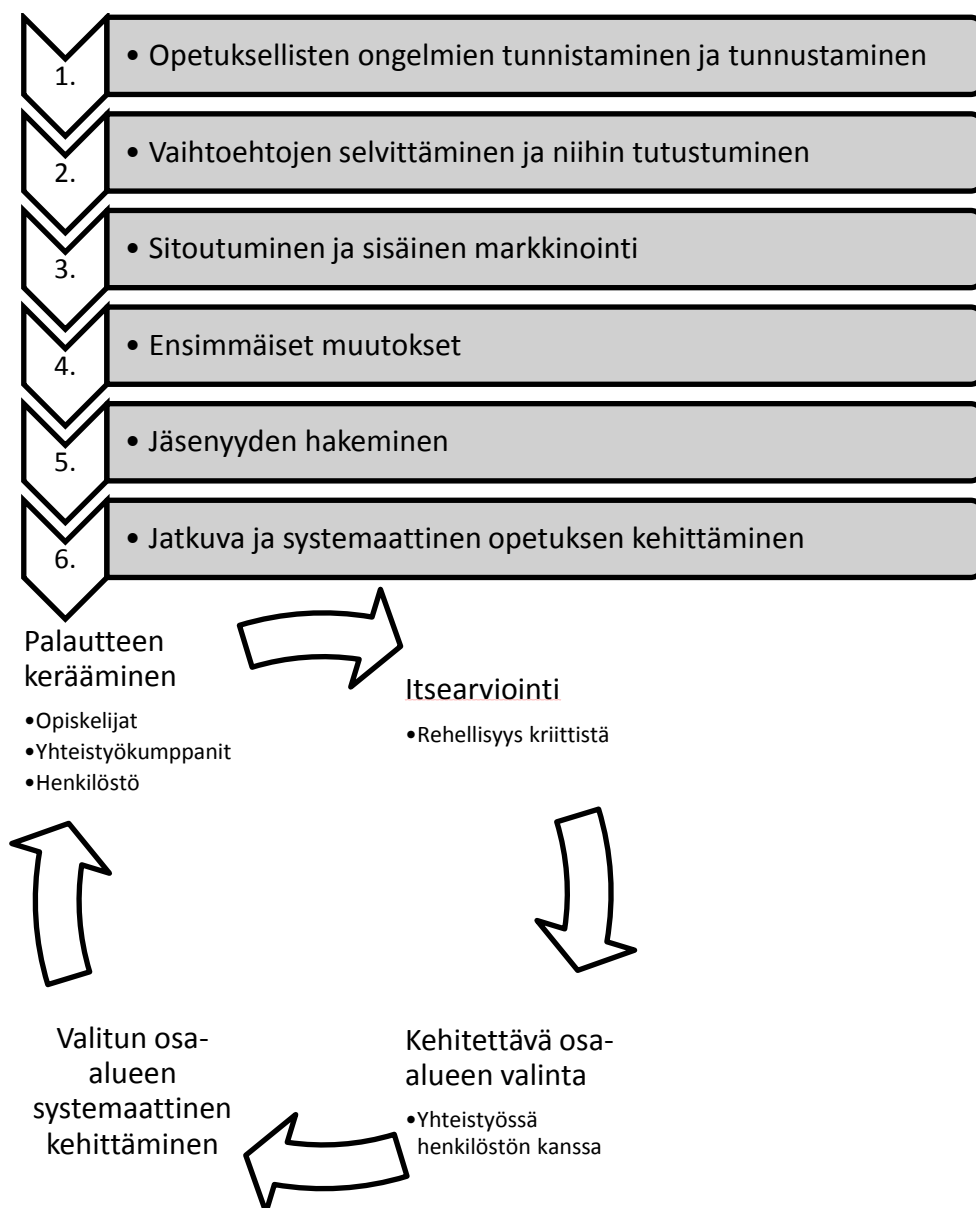 1.
• Opetuksellisten ongelmien tunnistaminen ja tunnustaminen
2.
• Vaihtoehtojen selvittäminen ja niihin tutustuminen
3.
• Sitoutuminen ja sisäinen markkinointi
4.
• Ensimmäiset muutokset
5.
• Jäsenyyden hakeminen
6.
• Jatkuva ja systemaattinen opetuksen kehittäminen
Palautteen
kerääminen
•Opiskelijat
•Yhteistyökumppanit
•Henkilöstö
Itsearviointi
•Rehellisyys kriittistä
Kehitettävä osa-
alueen valinta
•Yhteistyössä
henkilöstön kanssa
Valitun osa-
alueen
systemaattinen
kehittäminen